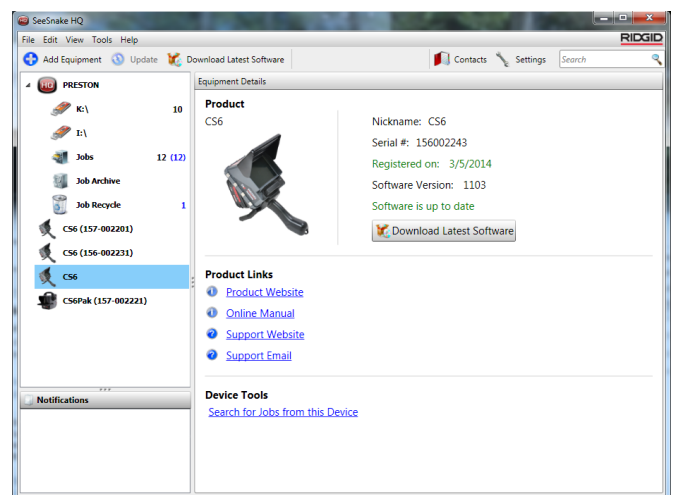 SeeSnake HQ
File Edit View Tools Help
RIDGID
Add Equipment Update Download Latest Software Contacts Settings Search
HQ PRESTON
K:\ 10
I:\
Jobs 12 (12)
Job Archive
Job Recycle 1
CS6 (157-002201)
CS6 (156-002231)
CS6
CS6Pak (157-002221)
Notifications
Equipment Details
Product
CS6
Nickname: CS6
Serial #: 156002243
Registered on: 3/5/2014
Software Version: 1103
Software is up to date
Download Latest Software
Product Links
Product Website
Online Manual
Support Website
Support Email
Device Tools
Search for Jobs from this Device